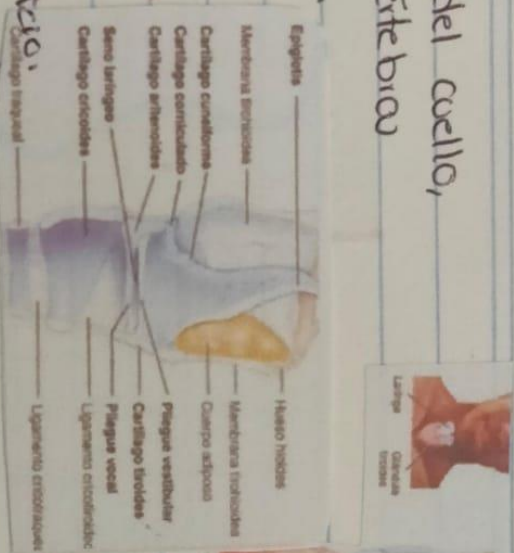 del cuello,
rtebra
Laringe
Glándula
tiroides
Epiglotis
Membrana tirohioidea
Cartílago cuneiforme
Cartílago corniculado
Cartílago aritenoides
Seno laríngeo
Cartílago cricoides
Cartílago traqueal
Hueso hioides
Membrana tirohioidea
Cuerpo adiposo
Pliegue vestibular
Cartílago tiroides
Pliegue vocal
Ligamento cricotiroideo
Ligamento cricotraqueal